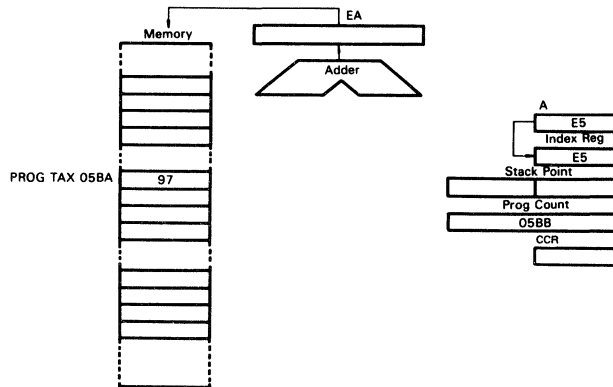 EA
Memory
Adder
A
E5
Index Reg
E5
PROG TAX 05BA 97
Stack Point
Prog Count
05BB
CCR